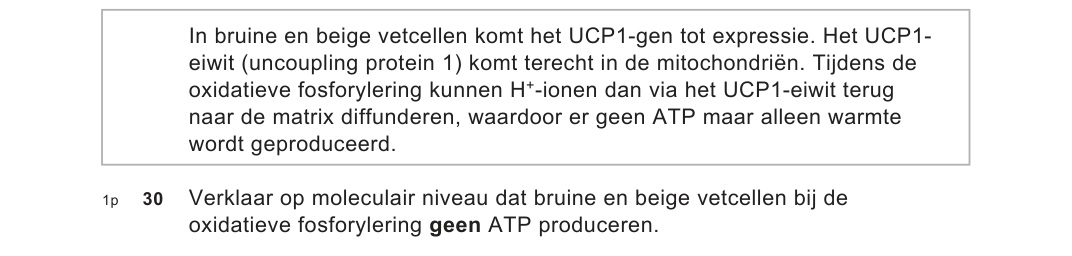 In bruine en beige vetcellen komt het UCP1-gen tot expressie. Het UCP1-
eiwit (uncoupling protein 1) komt terecht in de mitochondriën. Tijdens de
oxidatieve fosforylering kunnen H⁺-ionen dan via het UCP1-eiwit terug
naar de matrix diffunderen, waardoor er geen ATP maar alleen warmte
wordt geproduceerd.
1p 30 Verklaar op moleculair niveau dat bruine en beige vetcellen bij de
oxidatieve fosforylering geen ATP produceren.